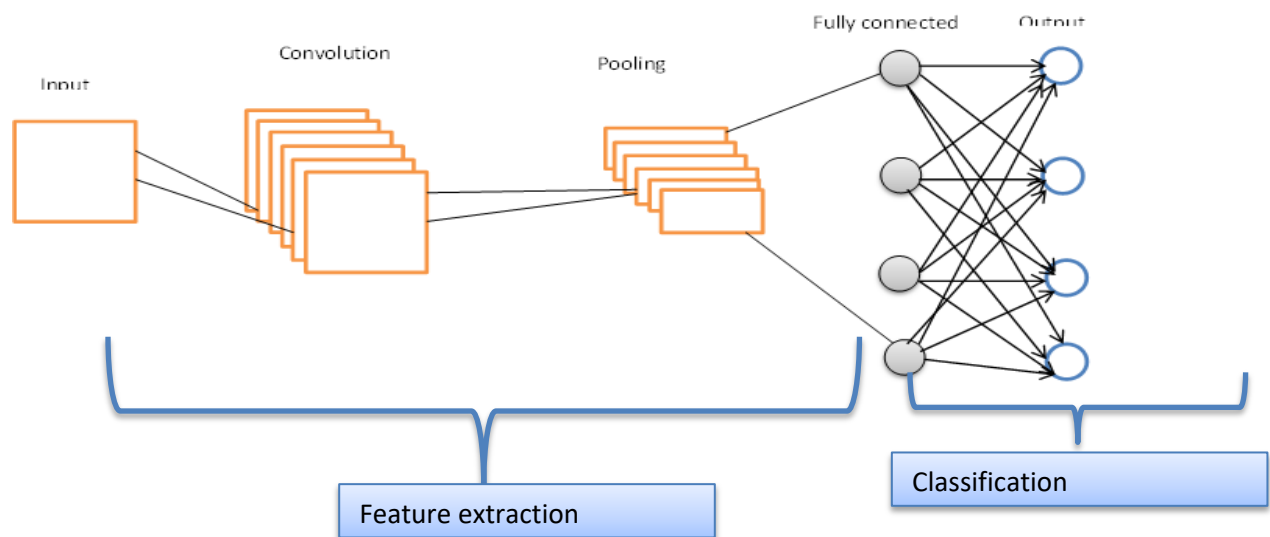 Input
Convolution
Pooling
Fully connected
Output
Feature extraction
Classification